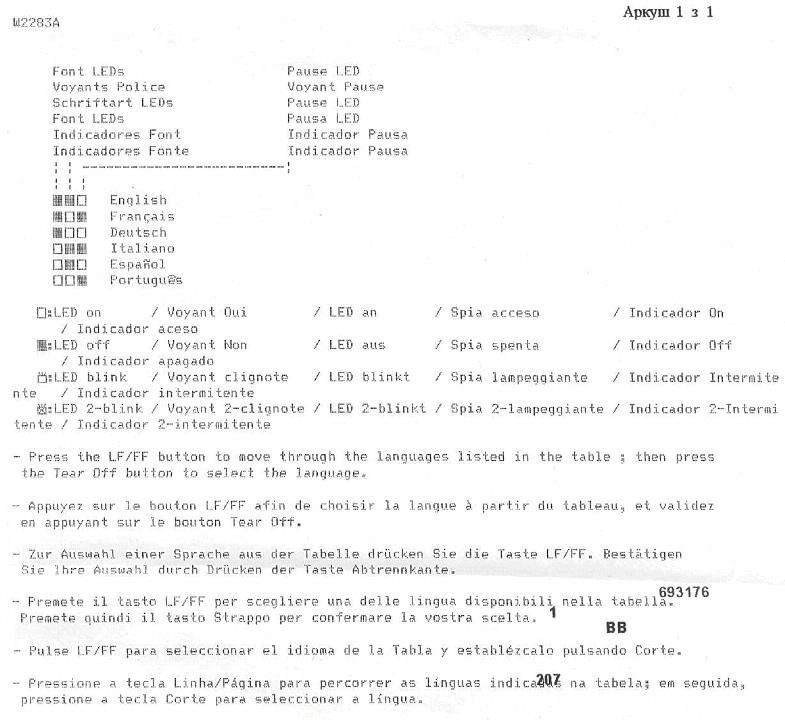 Аркуш 1 з 1
W2283A
Font LEDs Pause LED
Voyants Police Voyant Pause
Schriftart LEDs Pause LED
Font LEDs Pausa LED
Indicadores Font Indicador Pausa
Indicadores Fonte Indicador Pausa
English
Français
Deutsch
Italiano
Español
Português
:LED on / Voyant Oui / LED an / Spia acceso / Indicador On
/ Indicador aceso
:LED off / Voyant Non / LED aus / Spia spenta / Indicador Off
/ Indicador apagado
:LED blink / Voyant clignote / LED blinkt / Spia lampeggiante / Indicador Intermite
nte / Indicador intermitente
:LED 2-blink / Voyant 2-clignote / LED 2-blinkt / Spia 2-lampeggiante / Indicador 2-Intermi
tente / Indicador 2-intermitente
- Press the LF/FF button to move through the languages listed in the table ; then press
the Tear Off button to select the language.
- Appuyez sur le bouton LF/FF afin de choisir la langue à partir du tableau, et validez
en appuyant sur le bouton Tear Off.
- Zur Auswahl einer Sprache aus der Tabelle drücken Sie die Taste LF/FF. Bestätigen
Sie Ihre Auswahl durch Drücken der Taste Abtrennkante.
- Premete il tasto LF/FF per scegliere una delle lingua disponibili nella tabella.
693176
Premete quindi il tasto Strappo per confermare la vostra scelta.
1
BB
- Pulse LF/FF para seleccionar el idioma de la Tabla y establézcalo pulsando Corte.
- Pressione a tecla Linha/Página para percorrer as línguas indicadas na tabela; em seguida,
207
pressione a tecla Corte para seleccionar a língua.